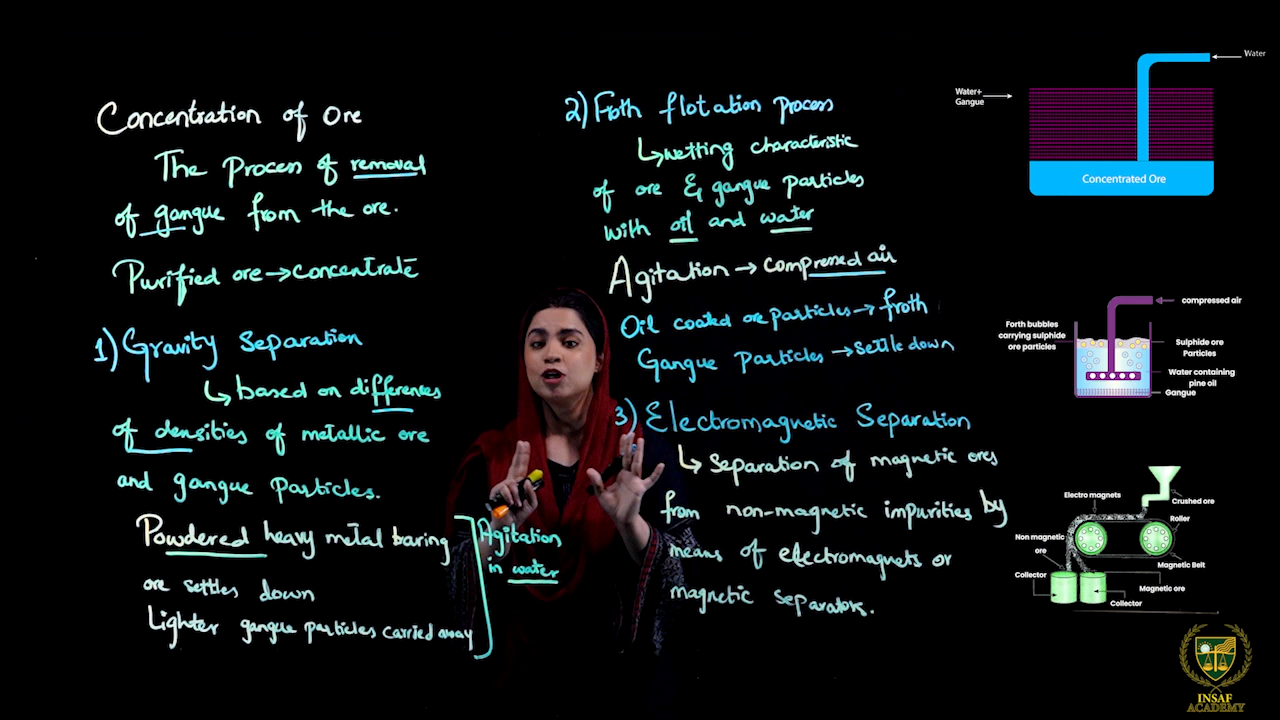 Concentration of Ore
The Process of removal
of gangue from the ore.
Purified ore → concentrate
1) Gravity Separation
↳ based on differences
of densities of metallic ore
and gangue particles.
Powdered heavy metal baring
ore settles down
Lighter gangue particles carried away
Agitation
in water
2) Froth flotation process
↳ wetting characteristic
of ore & gangue particles
with oil and water
Agitation → compressed air
Oil coated ore particles → froth
Gangue Particles → settle down
3) Electromagnetic Separation
↳ Separation of magnetic ores
from non-magnetic impurities by
means of electromagnets or
magnetic separators.
Water
Water+
Gangue
Concentrated Ore
compressed air
Forth bubbles
carrying sulphide
ore particles
Sulphide ore
Particles
Water containing
pine oil
Gangue
Electro magnets
Crushed ore
Roller
Non magnetic
ore
Magnetic Belt
Collector
Magnetic ore
Collector
INSAF
ACADEMY